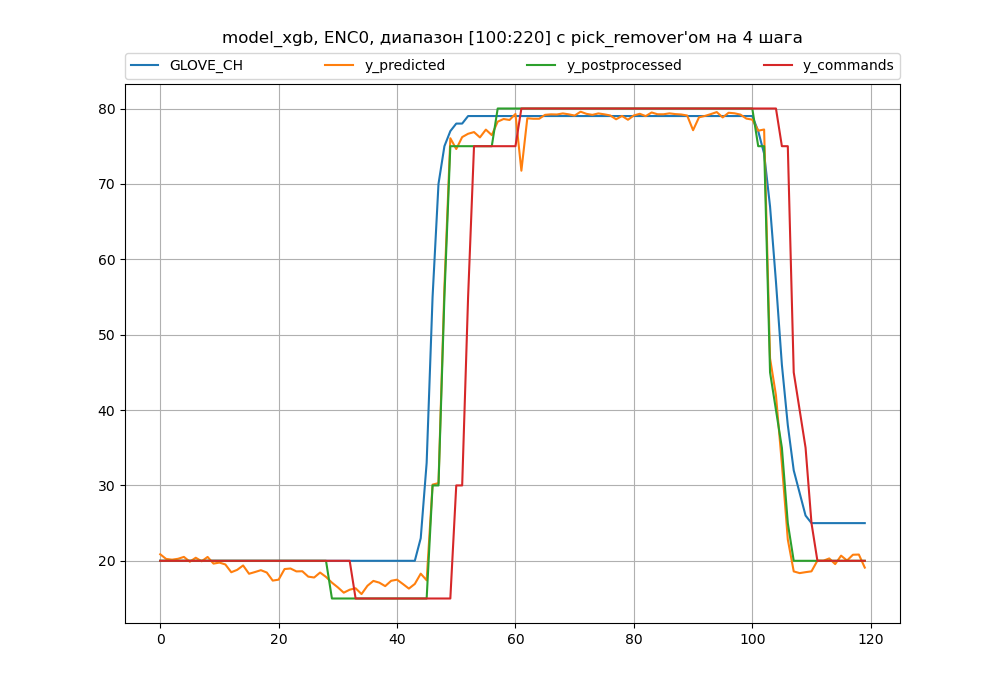 model_xgb, ENC0, диапазон [100:220] с pick_remover'ом на 4 шага
GLOVE_CH y_predicted y_postprocessed y_commands
80
70
60
50
40
30
20
0 20 40 60 80 100 120